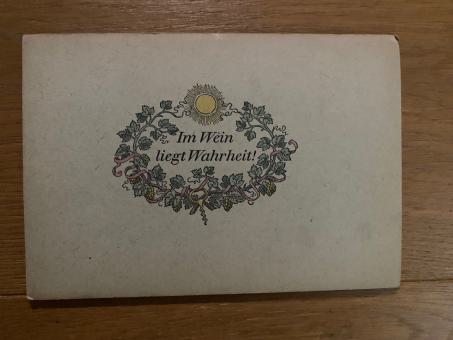 Im Wein
liegt Wahrheit!